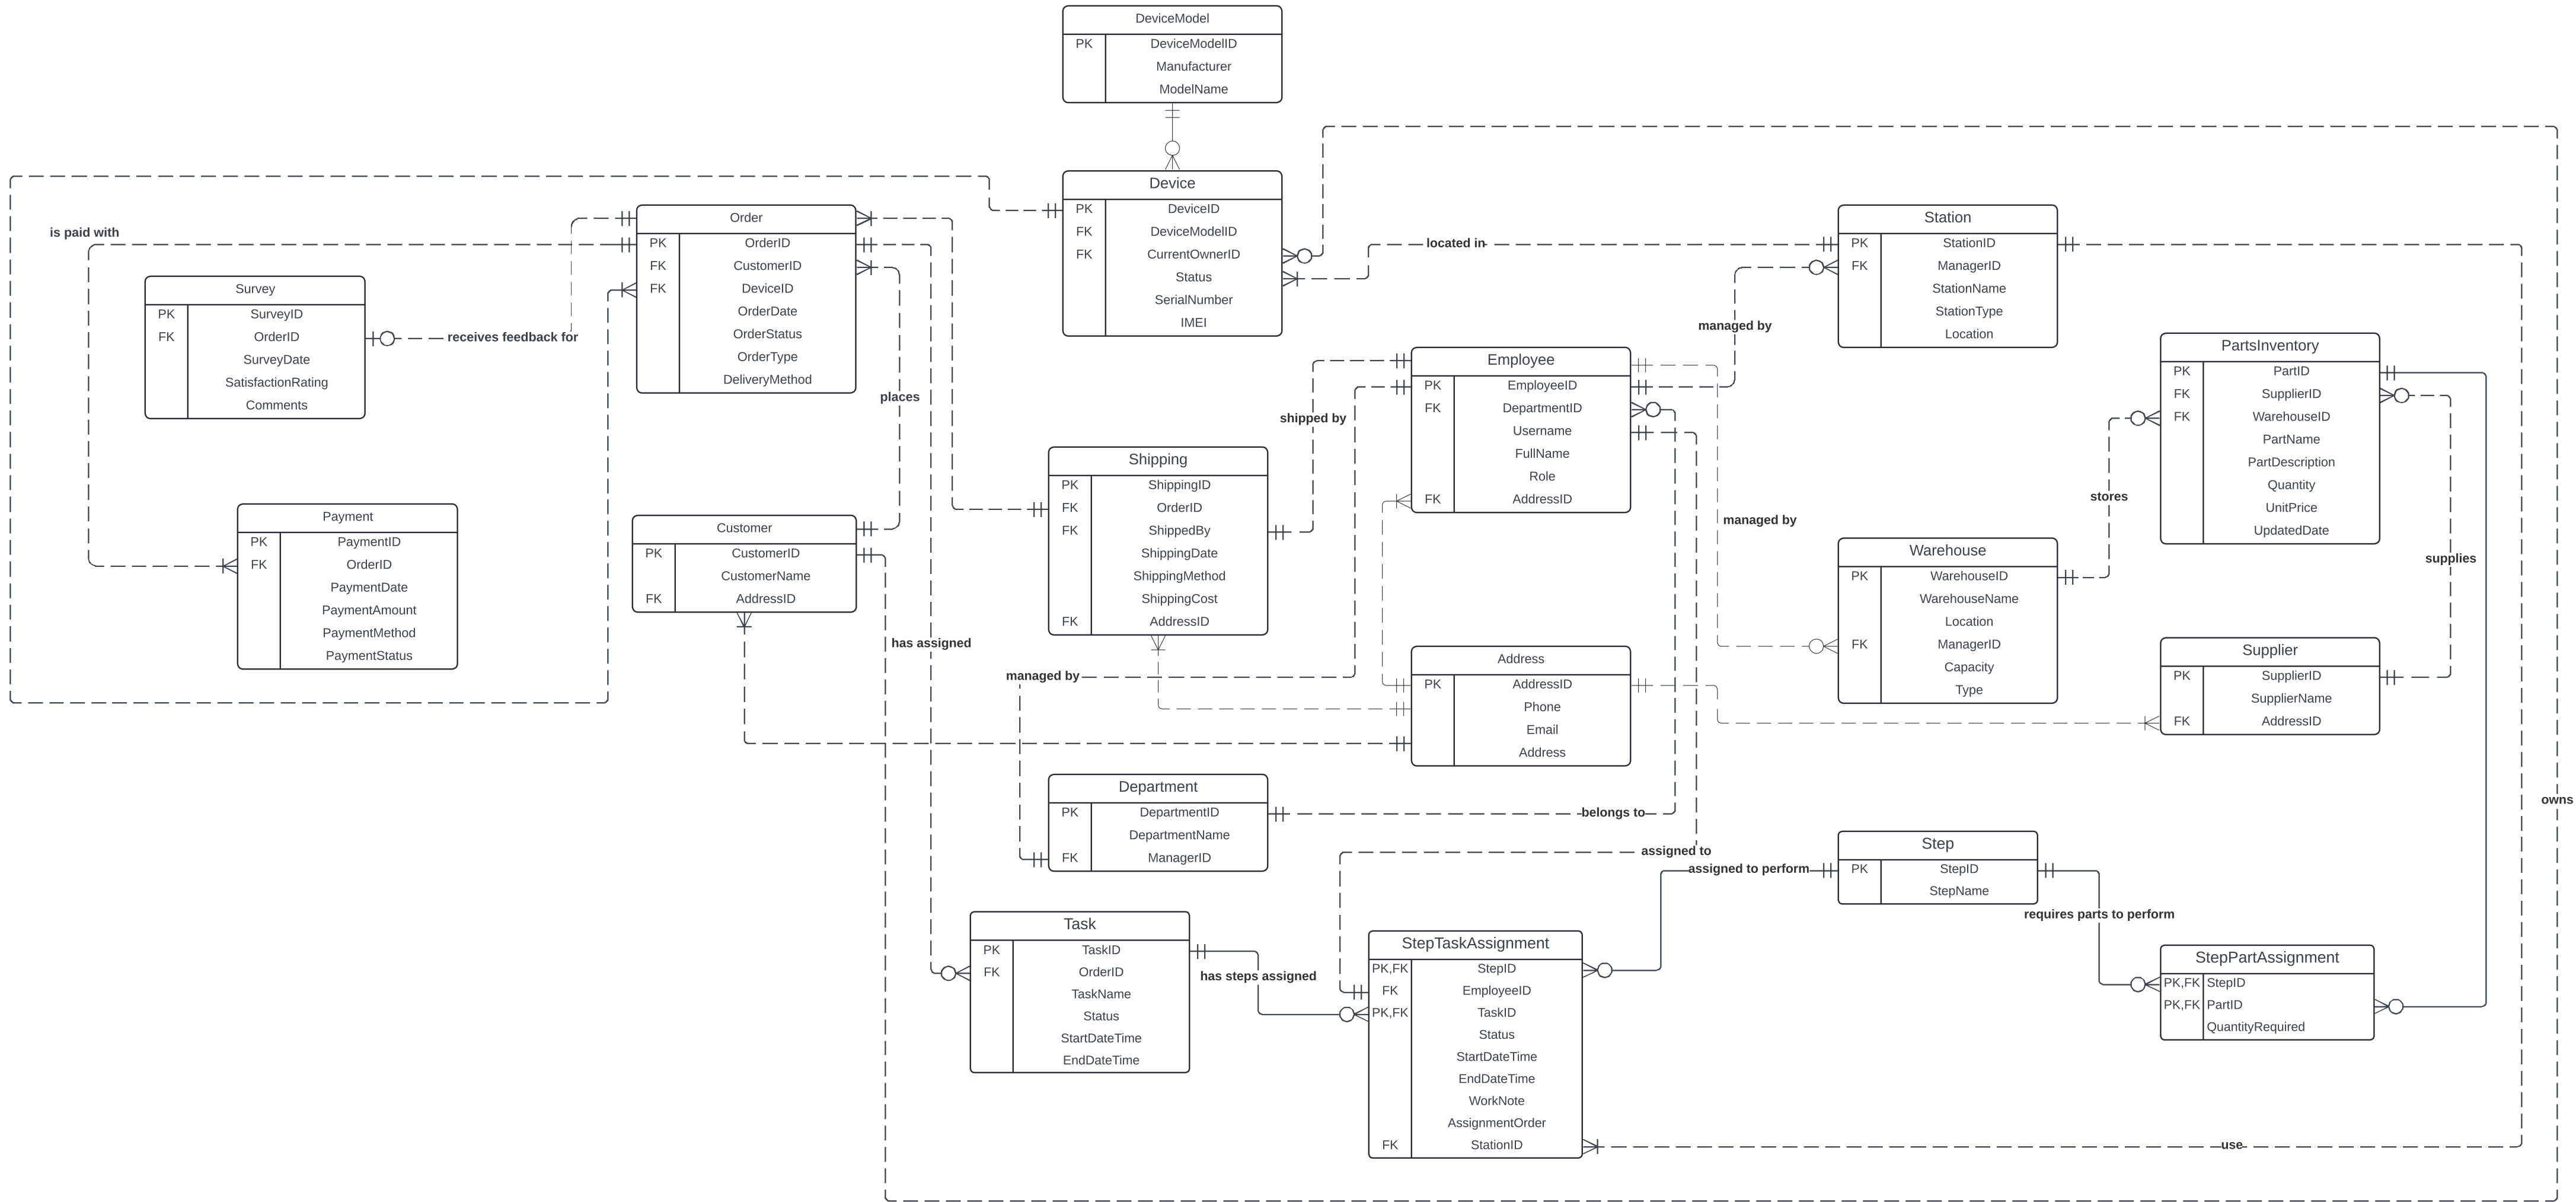 DeviceModel
PK DeviceModelID
Manufacturer
ModelName
Device
PK DeviceID
FK DeviceModelID
FK CurrentOwnerID
Status
SerialNumber
IMEI
is paid with
Order
PK OrderID
FK CustomerID
FK DeviceID
OrderDate
OrderStatus
OrderType
DeliveryMethod
located in
Station
PK StationID
FK ManagerID
StationName
StationType
Location
Survey
PK SurveyID
FK OrderID
SurveyDate
SatisfactionRating
Comments
receives feedback for
managed by
PartsInventory
PK PartID
FK SupplierID
FK WarehouseID
PartName
PartDescription
Quantity
UnitPrice
UpdatedDate
Employee
PK EmployeeID
FK DepartmentID
Username
FullName
Role
FK AddressID
places
shipped by
Shipping
PK ShippingID
FK OrderID
FK ShippedBy
ShippingDate
ShippingMethod
ShippingCost
FK AddressID
Payment
PK PaymentID
FK OrderID
PaymentDate
PaymentAmount
PaymentMethod
PaymentStatus
Customer
PK CustomerID
CustomerName
FK AddressID
managed by
stores
Warehouse
PK WarehouseID
WarehouseName
Location
FK ManagerID
Capacity
Type
supplies
has assigned
managed by
Address
PK AddressID
Phone
Email
Address
Supplier
PK SupplierID
SupplierName
FK AddressID
Department
PK DepartmentID
DepartmentName
FK ManagerID
belongs to
owns
assigned to
assigned to perform
Step
PK StepID
StepName
requires parts to perform
Task
PK TaskID
FK OrderID
TaskName
Status
StartDateTime
EndDateTime
has steps assigned
StepTaskAssignment
PK,FK StepID
FK EmployeeID
PK,FK TaskID
Status
StartDateTime
EndDateTime
WorkNote
AssignmentOrder
FK StationID
StepPartAssignment
PK,FK StepID
PK,FK PartID
QuantityRequired
use